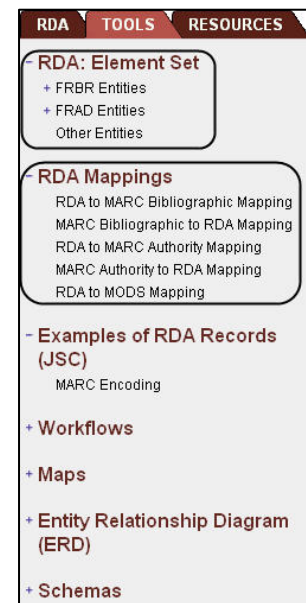 RDA TOOLS RESOURCES
- RDA: Element Set
+ FRBR Entities
+ FRAD Entities
Other Entities
- RDA Mappings
RDA to MARC Bibliographic Mapping
MARC Bibliographic to RDA Mapping
RDA to MARC Authority Mapping
MARC Authority to RDA Mapping
RDA to MODS Mapping
- Examples of RDA Records
(JSC)
MARC Encoding
+ Workflows
+ Maps
+ Entity Relationship Diagram
(ERD)
+ Schemas